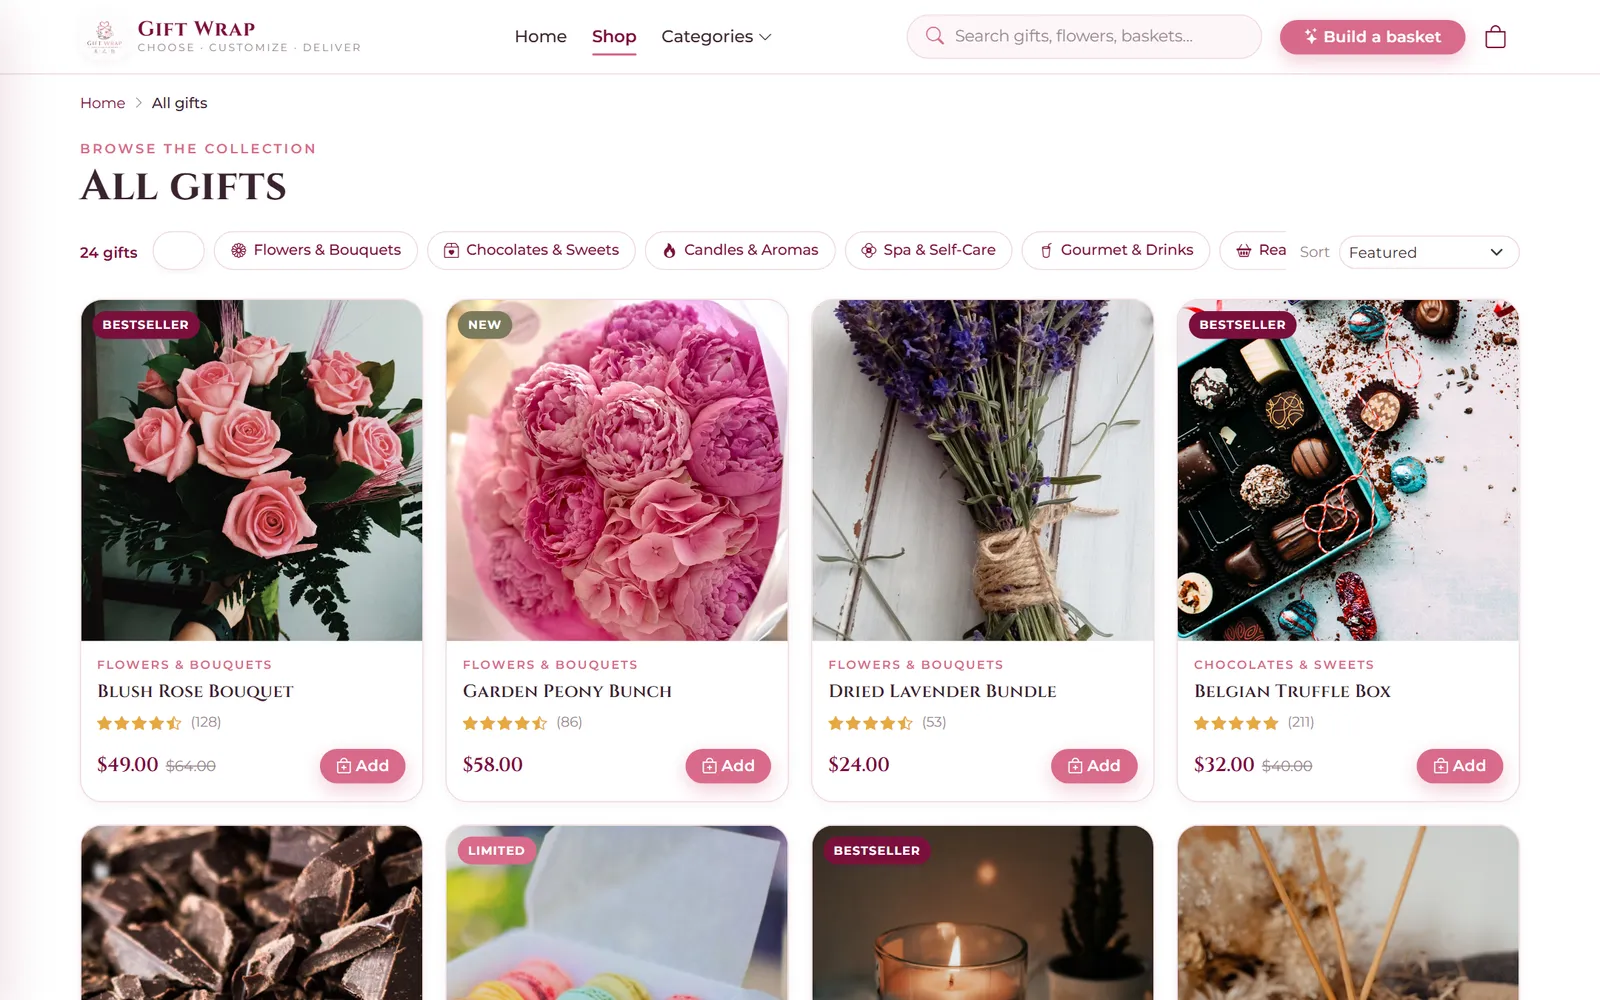 Gift Wrap
CHOOSE · CUSTOMIZE · DELIVER
Home
Shop
Categories
Search gifts, flowers, baskets...
Build a basket
Home > All gifts
BROWSE THE COLLECTION
All gifts
24 gifts
Flowers & Bouquets
Chocolates & Sweets
Candles & Aromas
Spa & Self-Care
Gourmet & Drinks
Rea
Sort
Featured
BESTSELLER
NEW
BESTSELLER
FLOWERS & BOUQUETS
Blush Rose Bouquet
(128)
$49.00 $64.00
Add
FLOWERS & BOUQUETS
Garden Peony Bunch
(86)
$58.00
Add
FLOWERS & BOUQUETS
Dried Lavender Bundle
(53)
$24.00
Add
CHOCOLATES & SWEETS
Belgian Truffle Box
(211)
$32.00 $40.00
Add
LIMITED
BESTSELLER